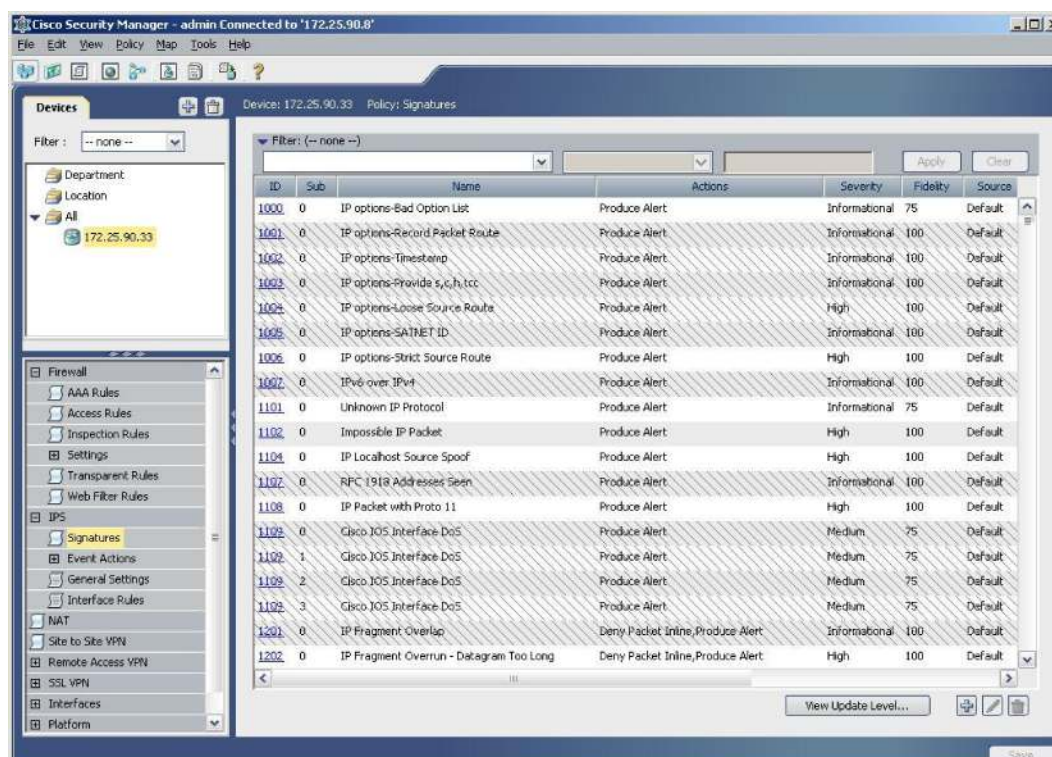 Cisco Security Manager - admin Connected to '172.25.90.8'
File Edit View Policy Map Tools Help
Devices
Device: 172.25.90.33 Policy: Signatures
Filter : -- none --
Department
Location
All
172.25.90.33
Firewall
AAA Rules
Access Rules
Inspection Rules
Settings
Transparent Rules
Web Filter Rules
IPS
Signatures
Event Actions
General Settings
Interface Rules
NAT
Site to Site VPN
Remote Access VPN
SSL VPN
Interfaces
Platform
Filter: (-- none --)
Apply Clear
ID Sub Name Actions Severity Fidelity Source
1000 0 IP options-Bad Option List Produce Alert Informational 75 Default
1001 0 IP options-Record Packet Route Produce Alert Informational 100 Default
1002 0 IP options-Timestamp Produce Alert Informational 100 Default
1003 0 IP options-Provide s,c,h,tcc Produce Alert Informational 100 Default
1004 0 IP options-Loose Source Route Produce Alert High 100 Default
1005 0 IP options-SATNET ID Produce Alert Informational 100 Default
1006 0 IP options-Strict Source Route Produce Alert High 100 Default
1007 0 IPv6 over IPv4 Produce Alert Informational 100 Default
1101 0 Unknown IP Protocol Produce Alert Informational 75 Default
1102 0 Impossible IP Packet Produce Alert High 100 Default
1104 0 IP Localhost Source Spoof Produce Alert High 100 Default
1107 0 RFC 1918 Addresses Seen Produce Alert Informational 100 Default
1108 0 IP Packet with Proto 11 Produce Alert High 100 Default
1109 0 Cisco IOS Interface DoS Produce Alert Medium 75 Default
1109 1 Cisco IOS Interface DoS Produce Alert Medium 75 Default
1109 2 Cisco IOS Interface DoS Produce Alert Medium 75 Default
1109 3 Cisco IOS Interface DoS Produce Alert Medium 75 Default
1201 0 IP Fragment Overlap Deny Packet Inline,Produce Alert Informational 100 Default
1202 0 IP Fragment Overrun - Datagram Too Long Deny Packet Inline,Produce Alert High 100 Default
View Update Level...
Save